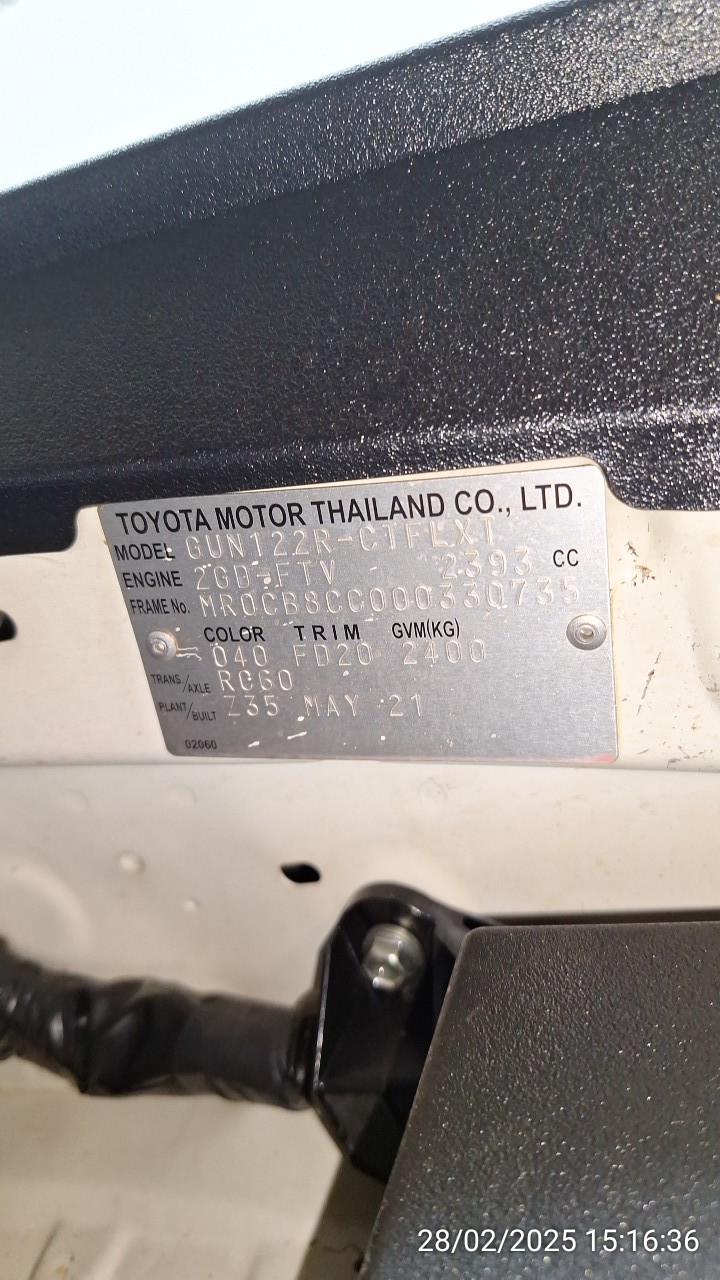 TOYOTA MOTOR THAILAND CO., LTD.
MODEL GUN122R-CTFLXT
ENGINE 2GD-FTV 2393 CC
FRAME No. MR0CB8CC000330735
COLOR TRIM GVM(KG)
040 FD20 2400
TRANS/AXLE RC60
PLANT/BUILT Z35 MAY 21
02060
28/02/2025 15:16:36